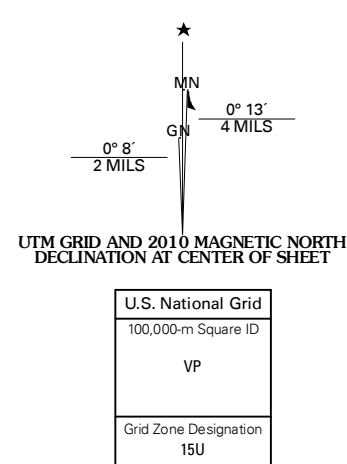 MN
0° 13´
4 MILS
GN
0° 8´
2 MILS
UTM GRID AND 2010 MAGNETIC NORTH
DECLINATION AT CENTER OF SHEET
U.S. National Grid
100,000-m Square ID
VP
Grid Zone Designation
15U